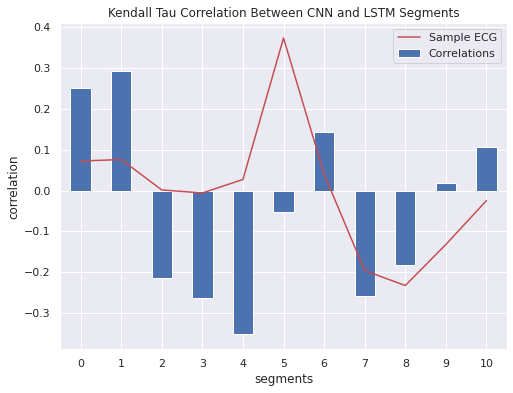 Kendall Tau Correlation Between CNN and LSTM Segments
Sample ECG
Correlations
0.4
0.3
0.2
0.1
0.0
−0.1
−0.2
−0.3
correlation
0 1 2 3 4 5 6 7 8 9 10
segments